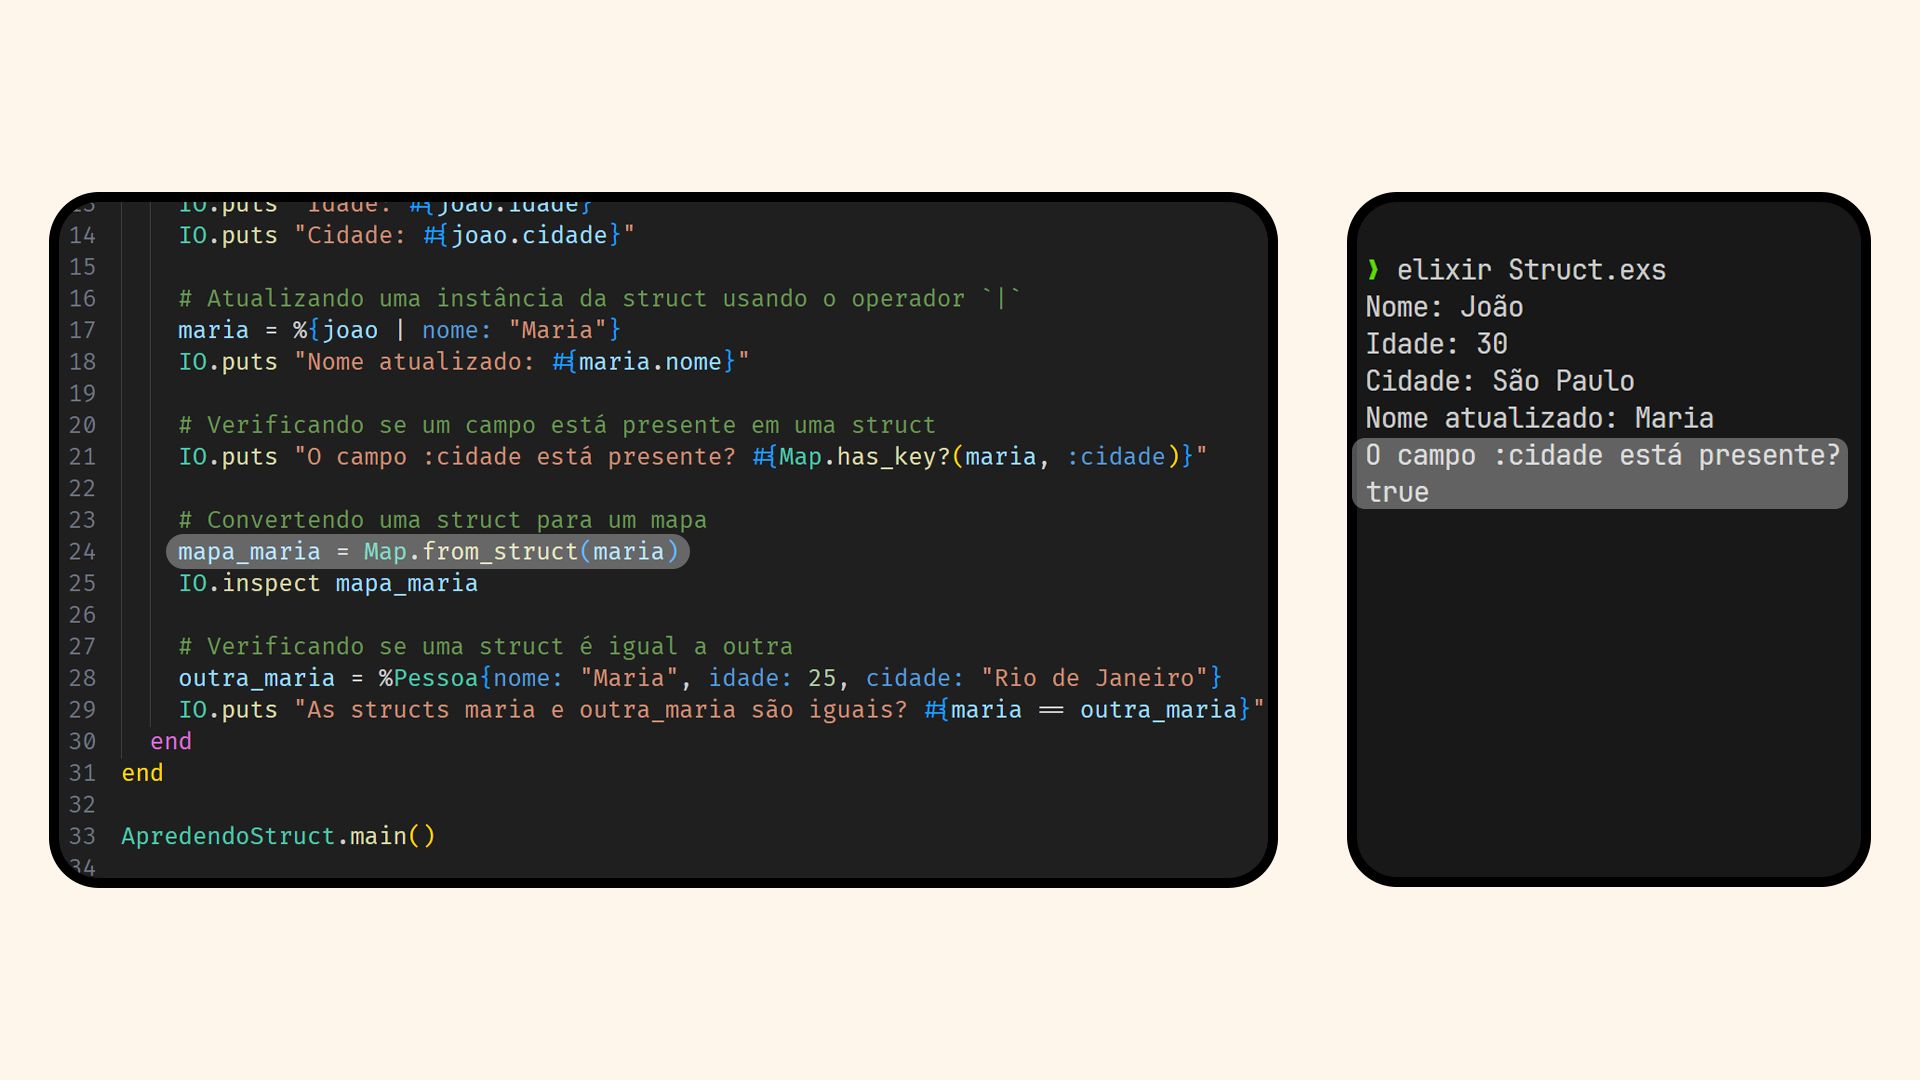 13 IO.puts "Idade: #{joao.idade}"
14 IO.puts "Cidade: #{joao.cidade}"
15
16 # Atualizando uma instância da struct usando o operador `|`
17 maria = %{joao | nome: "Maria"}
18 IO.puts "Nome atualizado: #{maria.nome}"
19
20 # Verificando se um campo está presente em uma struct
21 IO.puts "O campo :cidade está presente? #{Map.has_key?(maria, :cidade)}"
22
23 # Convertendo uma struct para um mapa
24 mapa_maria = Map.from_struct(maria)
25 IO.inspect mapa_maria
26
27 # Verificando se uma struct é igual a outra
28 outra_maria = %Pessoa{nome: "Maria", idade: 25, cidade: "Rio de Janeiro"}
29 IO.puts "As structs maria e outra_maria são iguais? #{maria == outra_maria}"
30 end
31 end
32
33 ApredendoStruct.main()
34
❯ elixir Struct.exs
Nome: João
Idade: 30
Cidade: São Paulo
Nome atualizado: Maria
O campo :cidade está presente?
true